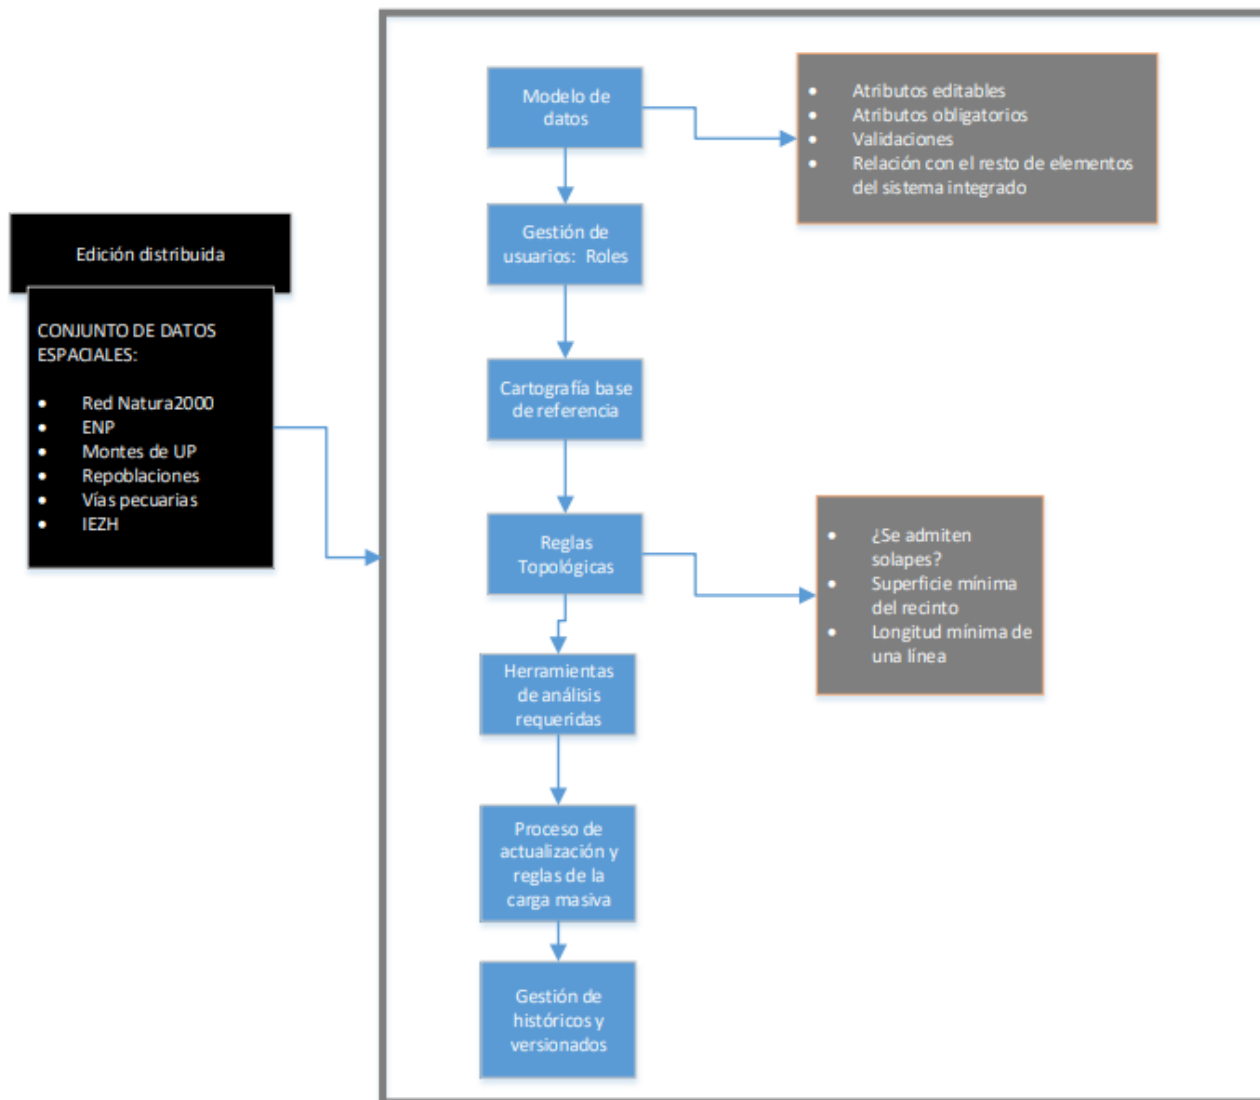 Edición distribuida
CONJUNTO DE DATOS
ESPACIALES:
• Red Natura2000
• ENP
• Montes de UP
• Repoblaciones
• Vías pecuarias
• IEZH
Modelo de
datos
• Atributos editables
• Atributos obligatorios
• Validaciones
• Relación con el resto de elementos
del sistema integrado
Gestión de
usuarios: Roles
Cartografía base
de referencia
Reglas
Topológicas
• ¿Se admiten
solapes?
• Superficie mínima
del recinto
• Longitud mínima de
una línea
Herramientas
de análisis
requeridas
Proceso de
actualización y
reglas de la
carga masiva
Gestión de
históricos y
versionados